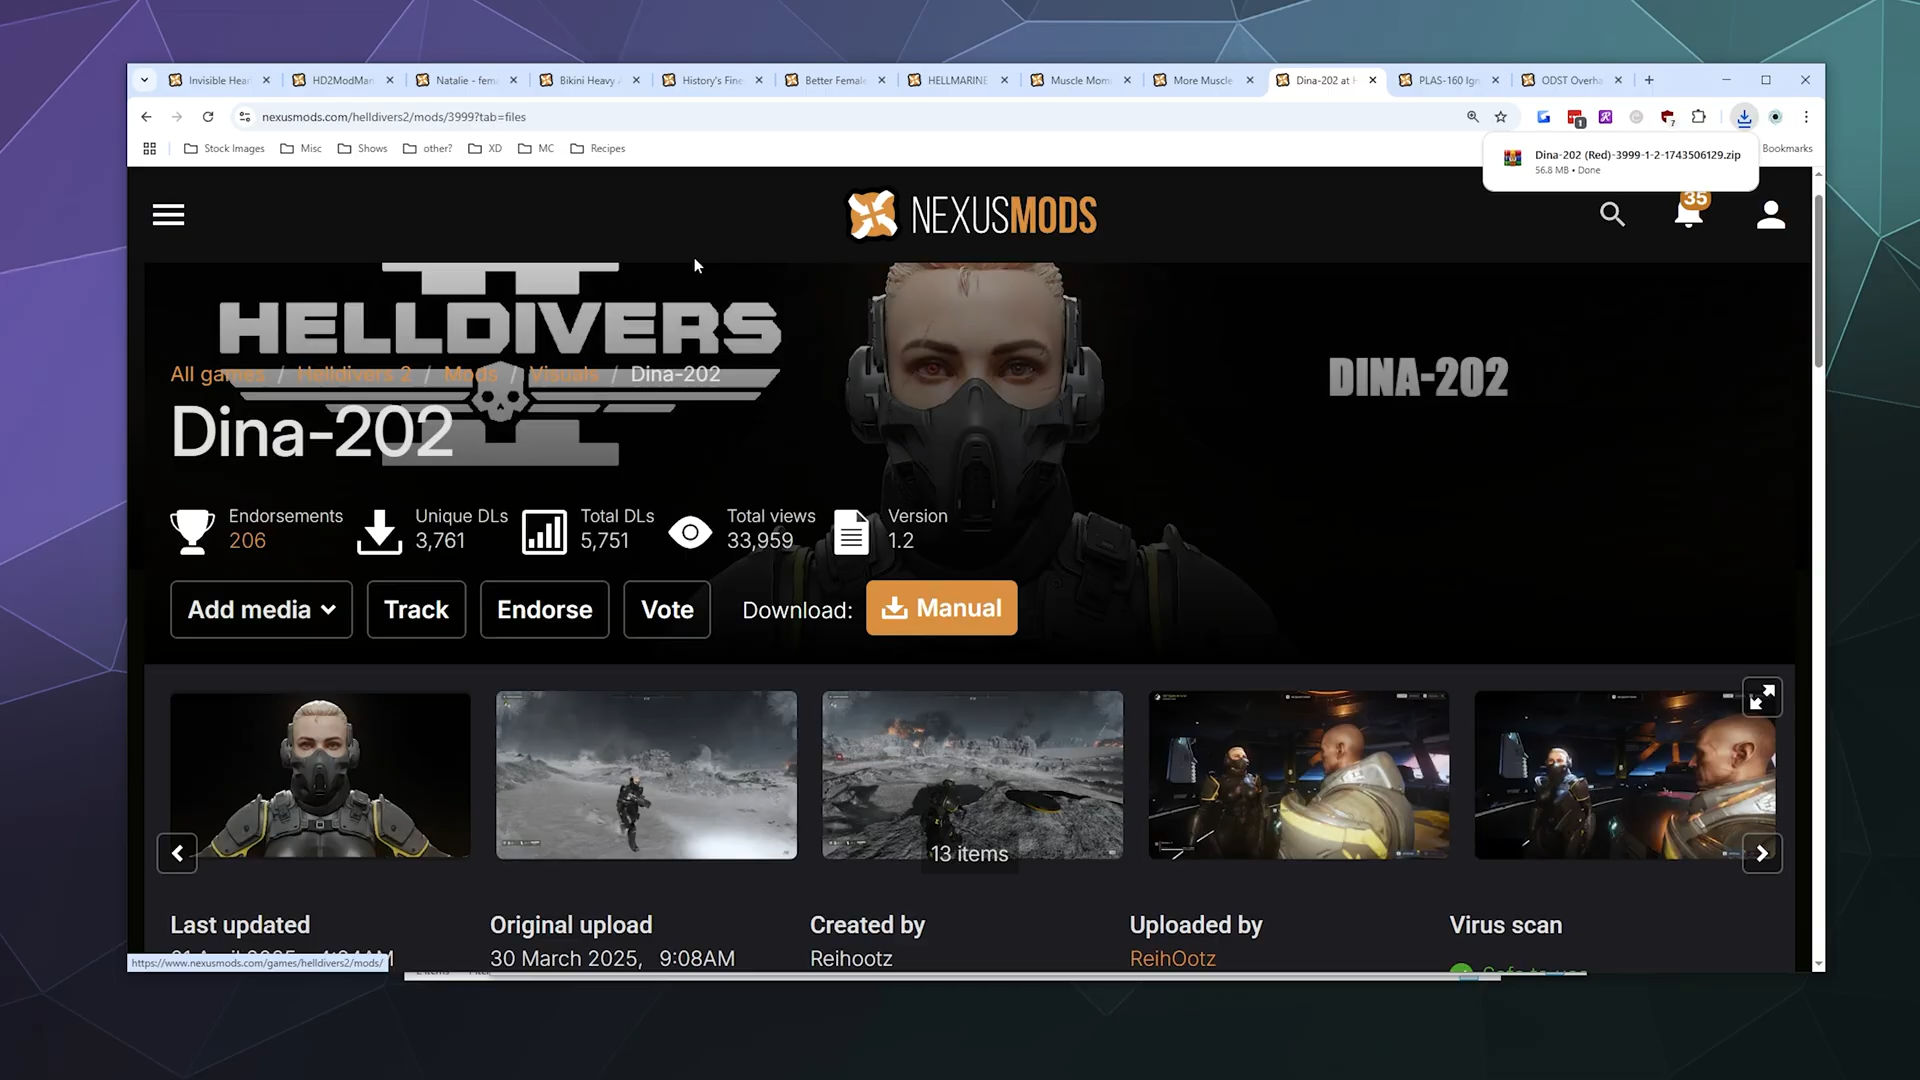 Invisible Hear
HD2ModMan
Natalie - fem
Bikini Heavy
History's Fine
Better Female
HELLMARINE
Muscle Mom
More Muscle
Dina-202 at H
PLAS-160 Ign
ODST Overha
nexusmods.com/helldivers2/mods/3999?tab=files
Stock Images
Misc
Shows
other?
XD
MC
Recipes
Bookmarks
Dina-202 (Red)-3999-1-2-1743506129.zip
56.8 MB • Done
NEXUSMODS
35
HELLDIVERS
DINA-202
All games / Helldivers 2 / Mods / Visuals / Dina-202
Dina-202
Endorsements
206
Unique DLs
3,761
Total DLs
5,751
Total views
33,959
Version
1.2
Add media
Track
Endorse
Vote
Download:
Manual
13 items
Last updated
Original upload
30 March 2025, 9:08AM
Created by
Reihootz
Uploaded by
ReihOotz
Virus scan
Safe to use
https://www.nexusmods.com/games/helldivers2/mods/